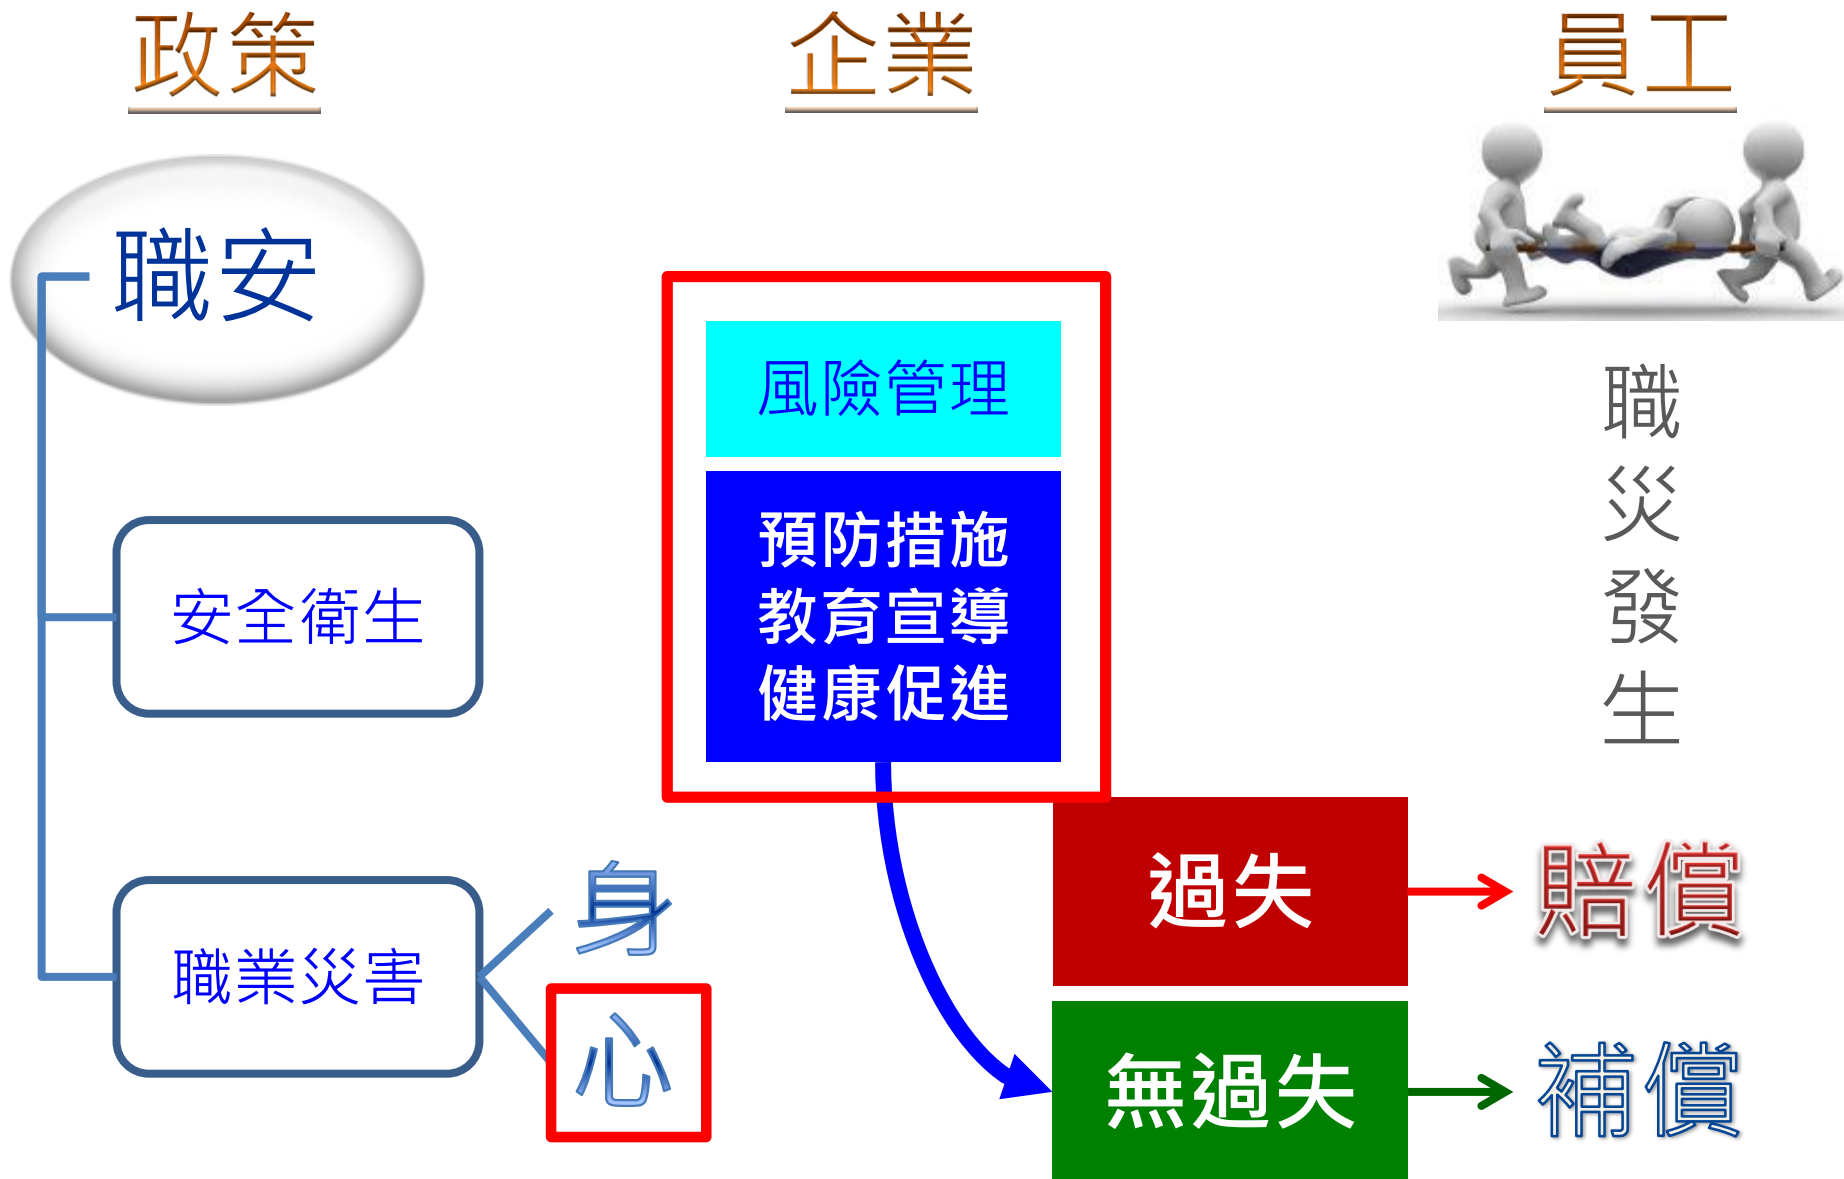 政策
企業
員工
職安
安全衛生
職業災害
身
心
風險管理
預防措施
教育宣導
健康促進
職
災
發
生
過失
賠償
無過失
補償